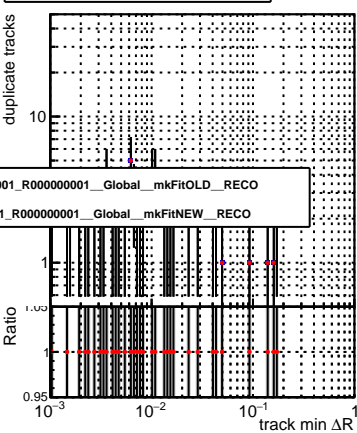 duplicate tracks
10
001_R000000001__Global__mkFitOLD__RECO
1_R000000001__Global__mkFitNEW__RECO
1
1.05
Ratio
1
0.95
10⁻³
10⁻²
10⁻¹
1
track min ΔR